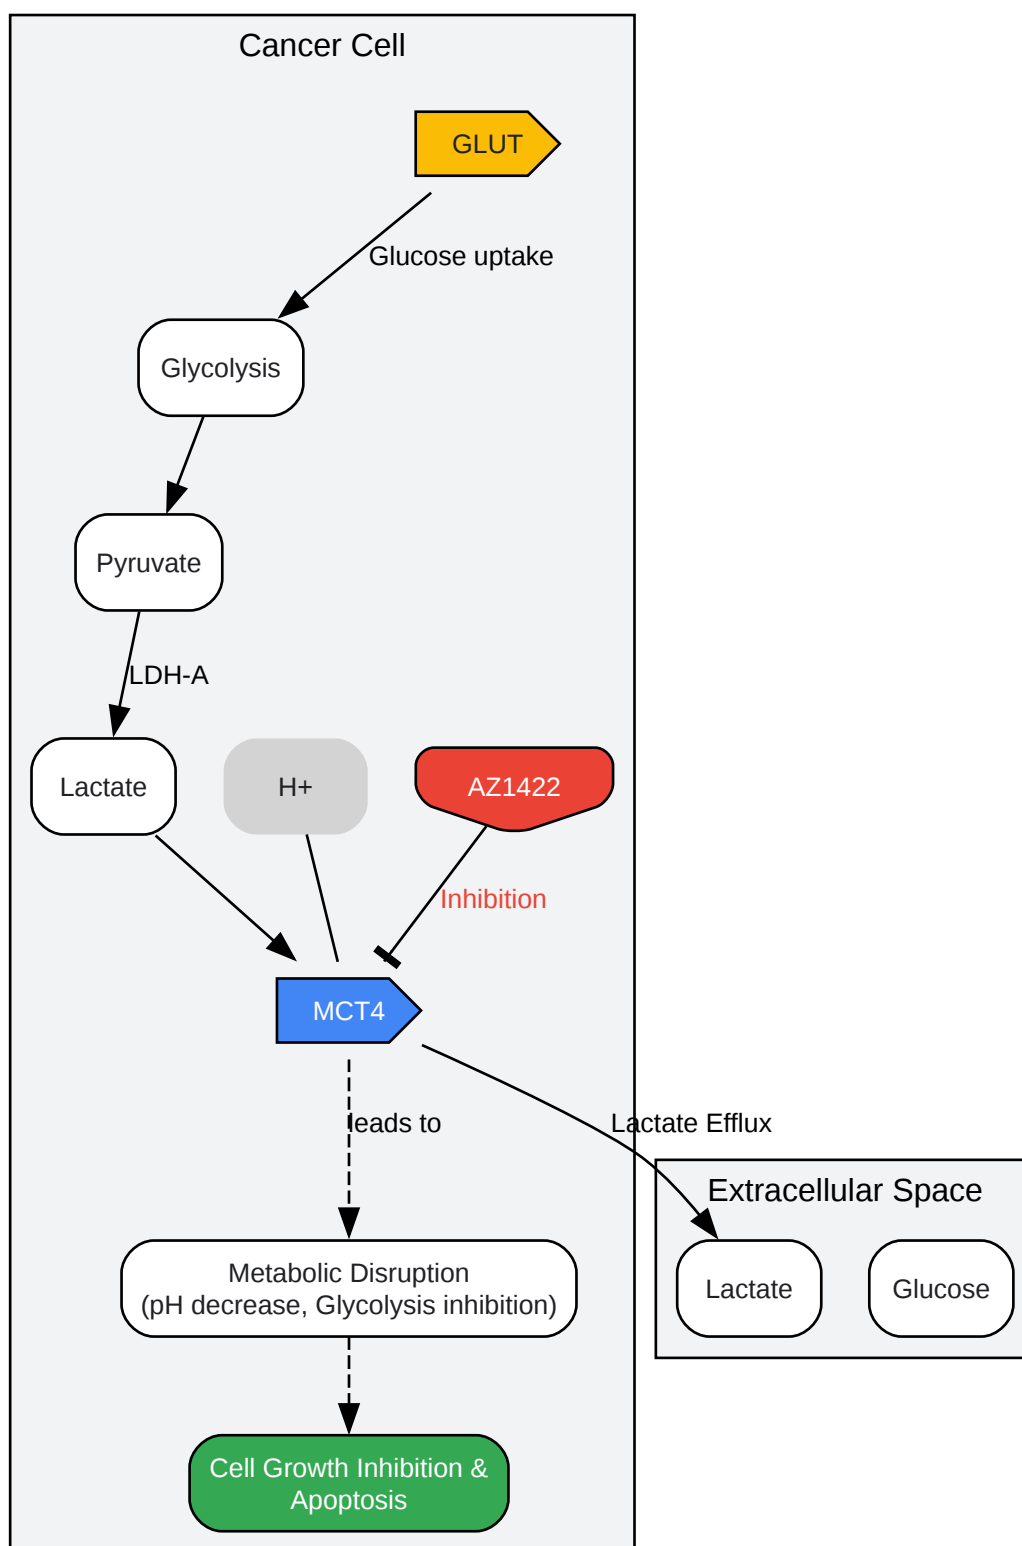 Cancer Cell
GLUT
Glucose uptake
Glycolysis
Pyruvate
LDH-A
Lactate
H+
AZ1422
Inhibition
MCT4
leads to
Lactate Efflux
Extracellular Space
Metabolic Disruption
(pH decrease, Glycolysis inhibition)
Lactate
Glucose
Cell Growth Inhibition &
Apoptosis